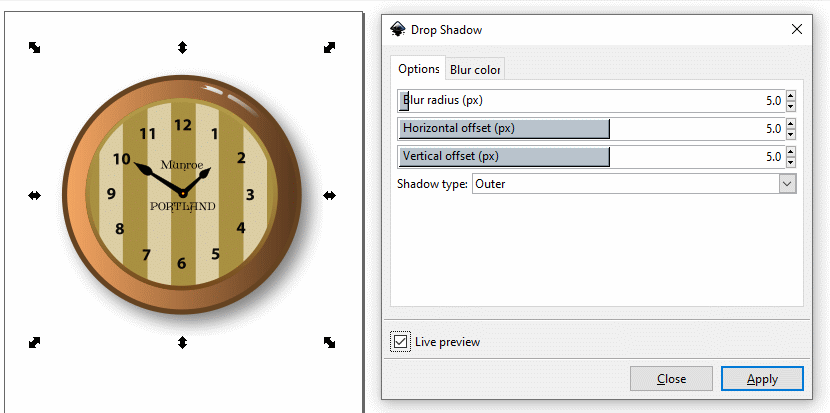 Drop Shadow
Options Blur color
Blur radius (px) 5.0
Horizontal offset (px) 5.0
Vertical offset (px) 5.0
Shadow type: Outer
Live preview
Close Apply
12
11 1
10 2
Munroe
9 3
PORTLAND
8 4
7 5
6